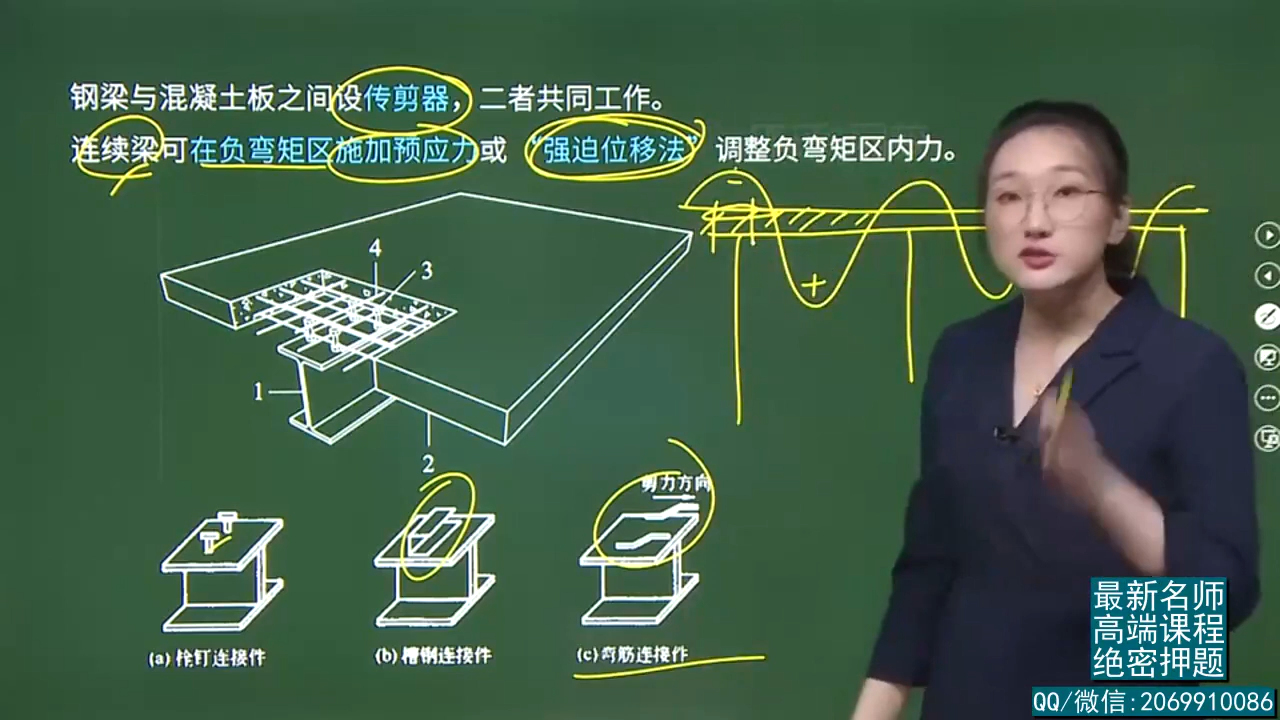 钢梁与混凝土板之间设传剪器，二者共同工作。
连续梁可在负弯矩区施加预应力或 “强迫位移法” 调整负弯矩区内力。
4
3
-
+
1
2
剪力方向
(a) 栓钉连接件
(b) 槽钢连接件
(c) 弯筋连接件
最新名师
高端课程
绝密押题
QQ/微信:2069910086